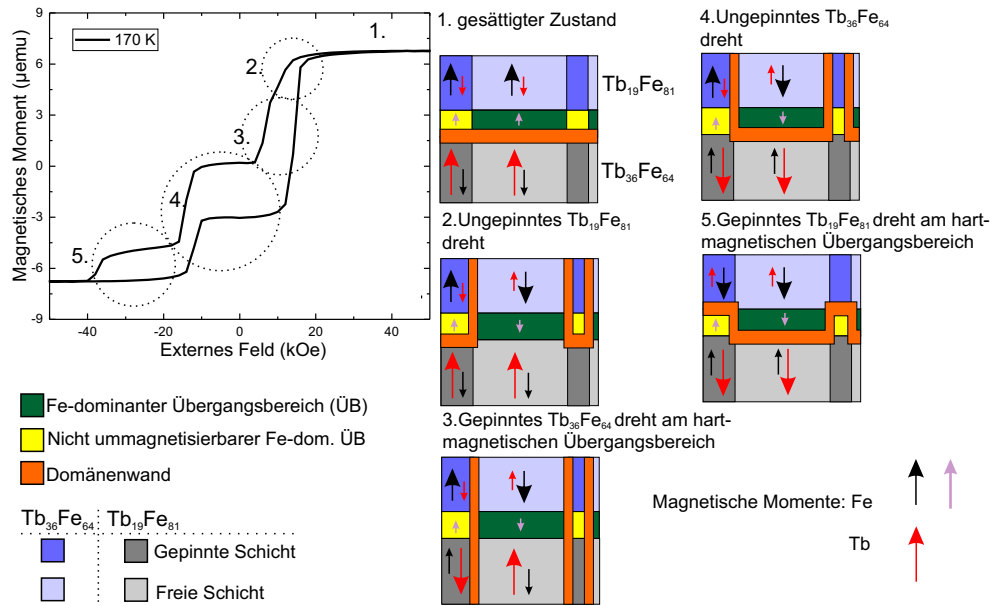 170 K
1.
2.
3.
4.
5.
9
6
3
0
-3
-6
-9
-40
-20
0
20
40
Magnetisches Moment (μemu)
Externes Feld (kOe)
Fe-dominanter Übergangsbereich (ÜB)
Nicht ummagnetisierbarer Fe-dom. ÜB
Domänenwand
Tb₃₆Fe₆₄
Tb₁₉Fe₈₁
Gepinnte Schicht
Freie Schicht
1. gesättigter Zustand
Tb₁₉Fe₈₁
Tb₃₆Fe₆₄
2.Ungepinntes Tb₁₉Fe₈₁
dreht
3.Gepinntes Tb₃₆Fe₆₄ dreht am hart-
magnetischen Übergangsbereich
4.Ungepinntes Tb₃₆Fe₆₄
dreht
5.Gepinntes Tb₁₉Fe₈₁ dreht am hart-
magnetischen Übergangsbereich
Magnetische Momente: Fe
Tb